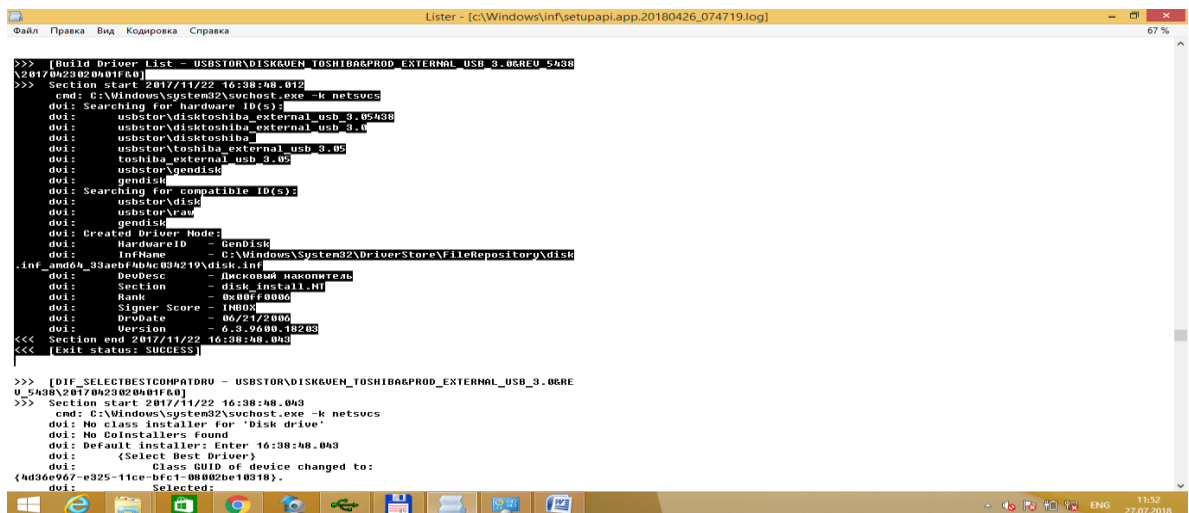 Lister - [c:\Windows\inf\setupapi.app.20180426_074719.log]
Файл Правка Вид Кодировка Справка 67 %
>>> [Build Driver List - USBSTOR\DISK&VEN_TOSHIBA&PROD_EXTERNAL_USB_3.0&REV_5438
\20170423020401F&0]
>>> Section start 2017/11/22 16:38:48.012
cmd: C:\Windows\system32\svchost.exe -k netsvcs
dvi: Searching for hardware ID(s):
dvi: usbstor\disktoshiba_external_usb_3.05438
dvi: usbstor\disktoshiba_external_usb_3.0
dvi: usbstor\disktoshiba_
dvi: usbstor\toshiba_external_usb_3.05
dvi: toshiba_external_usb_3.05
dvi: usbstor\gendisk
dvi: gendisk
dvi: Searching for compatible ID(s):
dvi: usbstor\disk
dvi: usbstor\raw
dvi: gendisk
dvi: Created Driver Node:
dvi: HardwareID - GenDisk
dvi: InfName - C:\Windows\System32\DriverStore\FileRepository\disk
.inf_amd64_33aebf4b4c034219\disk.inf
dvi: DevDesc - Дисковый накопитель
dvi: Section - disk_install.NT
dvi: Rank - 0x00FF0006
dvi: Signer Score - INBOX
dvi: DrvDate - 06/21/2006
dvi: Version - 6.3.9600.18203
<<< Section end 2017/11/22 16:38:48.043
<<< [Exit status: SUCCESS]
>>> [DIF_SELECTBESTCOMPATDRV - USBSTOR\DISK&VEN_TOSHIBA&PROD_EXTERNAL_USB_3.0&RE
V_5438\20170423020401F&0]
>>> Section start 2017/11/22 16:38:48.043
cmd: C:\Windows\system32\svchost.exe -k netsvcs
dvi: No class installer for 'Disk drive'
dvi: No CoInstallers found
dvi: Default installer: Enter 16:38:48.043
dvi: {Select Best Driver}
dvi: Class GUID of device changed to:
{4d36e967-e325-11ce-bfc1-08002be10318}.
dvi: Selected:
ENG 11:52
27.07.2018